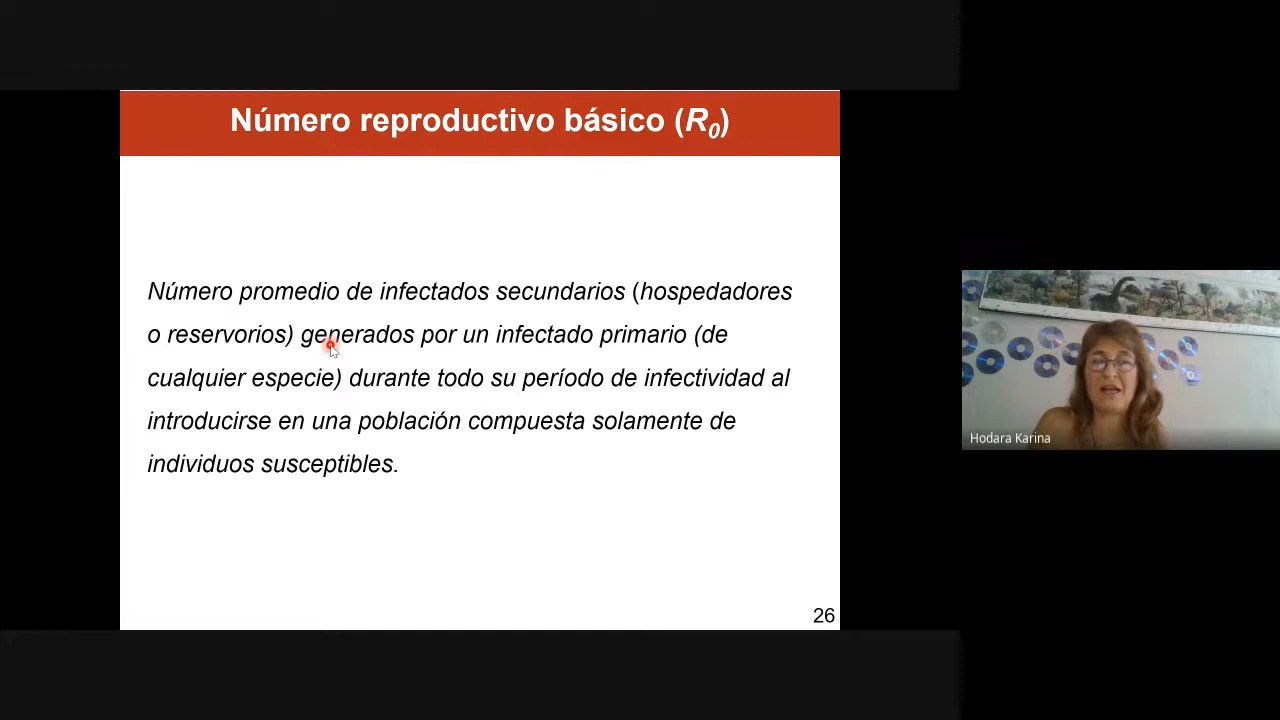 Número reproductivo básico (R0)
Número promedio de infectados secundarios (hospedadores
o reservorios) generados por un infectado primario (de
cualquier especie) durante todo su período de infectividad al
introducirse en una población compuesta solamente de
individuos susceptibles.
26
Hodara Karina